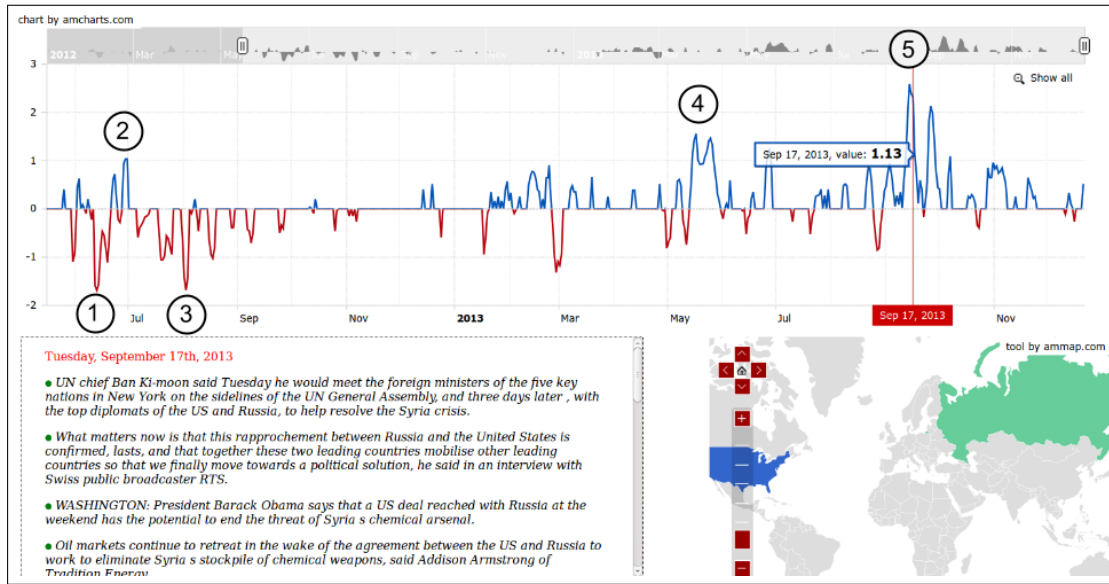 chart by amcharts.com
2012
Mar
May
Show all
3
2
1
0
-1
-2
1
2
3
4
5
Sep 17, 2013, value: 1.13
Jul
Sep
Nov
2013
Mar
May
Jul
Sep 17, 2013
Nov
Tuesday, September 17th, 2013
UN chief Ban Ki-moon said Tuesday he would meet the foreign ministers of the five key
nations in New York on the sidelines of the UN General Assembly, and three days later , with
the top diplomats of the US and Russia, to help resolve the Syria crisis.
What matters now is that this rapprochement between Russia and the United States is
confirmed, lasts, and that together these two leading countries mobilise other leading
countries so that we finally move towards a political solution, he said in an interview with
Swiss public broadcaster RTS.
WASHINGTON: President Barack Obama says that a US deal reached with Russia at the
weekend has the potential to end the threat of Syria s chemical arsenal.
Oil markets continue to retreat in the wake of the agreement between the US and Russia to
work to eliminate Syria s stockpile of chemical weapons, said Addison Armstrong of
Tradition Energy
tool by ammap.com